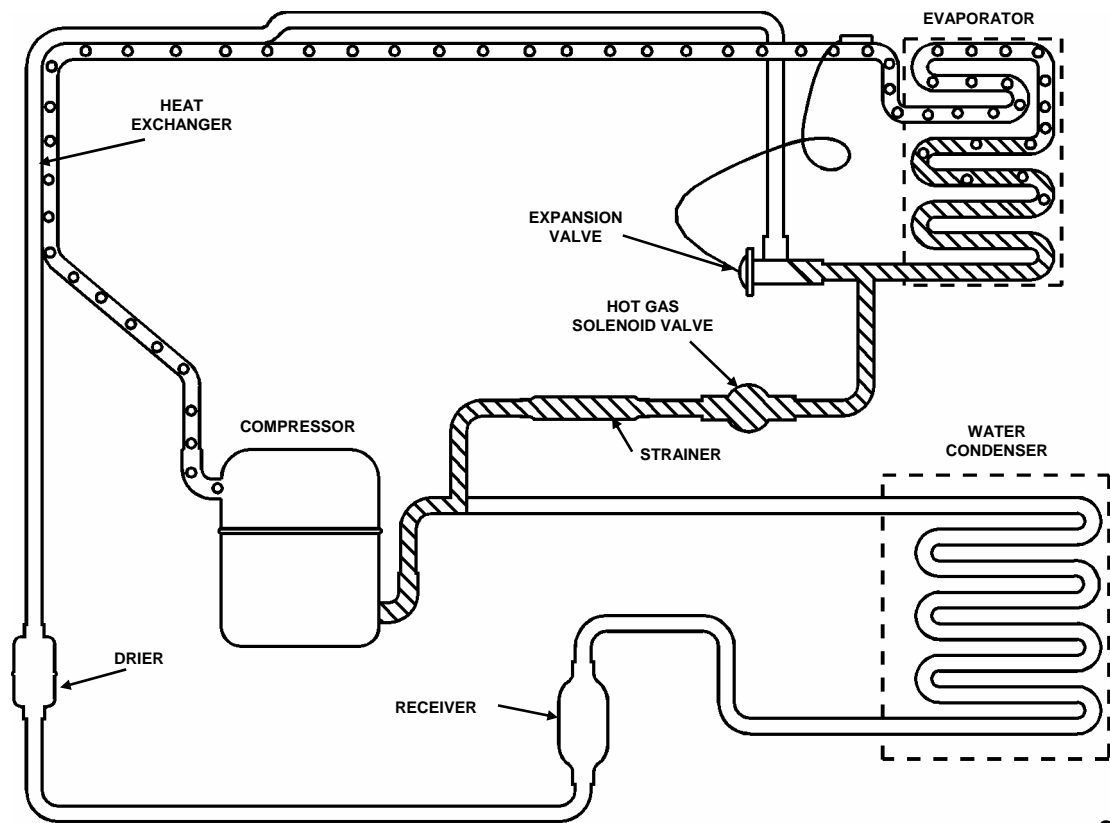 EVAPORATOR
HEAT
EXCHANGER
EXPANSION
VALVE
HOT GAS
SOLENOID VALVE
COMPRESSOR
STRAINER
WATER
CONDENSER
DRIER
RECEIVER